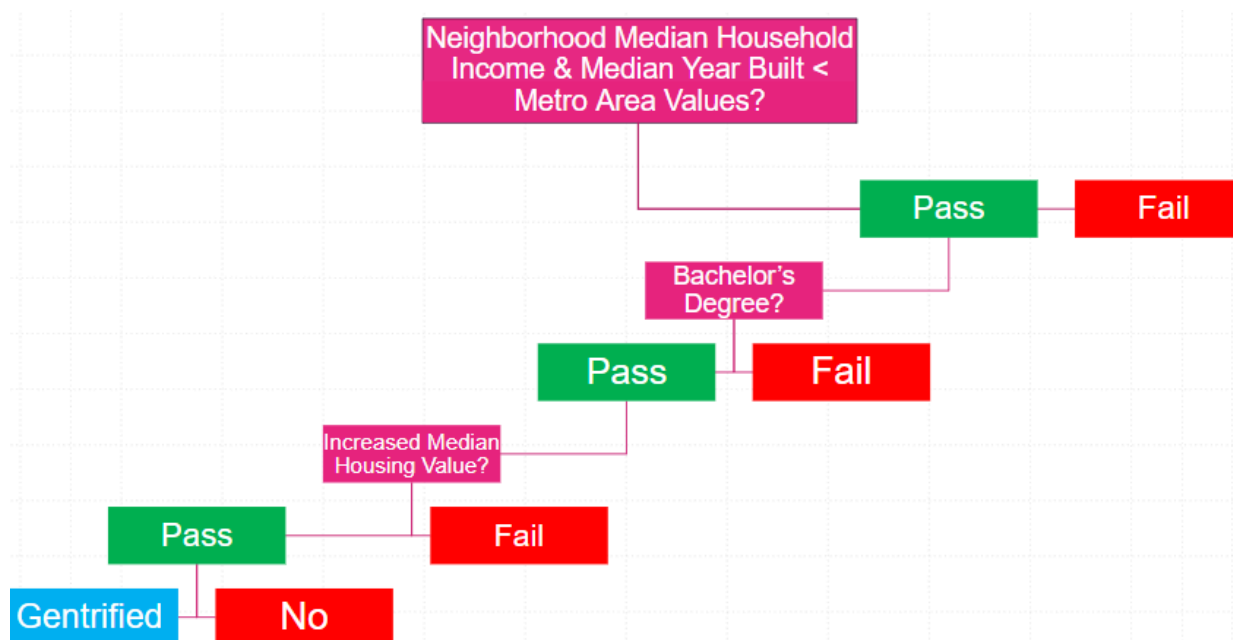 Neighborhood Median Household
Income & Median Year Built <
Metro Area Values?
Pass
Fail
Bachelor's
Degree?
Pass
Fail
Increased Median
Housing Value?
Pass
Fail
Gentrified
No